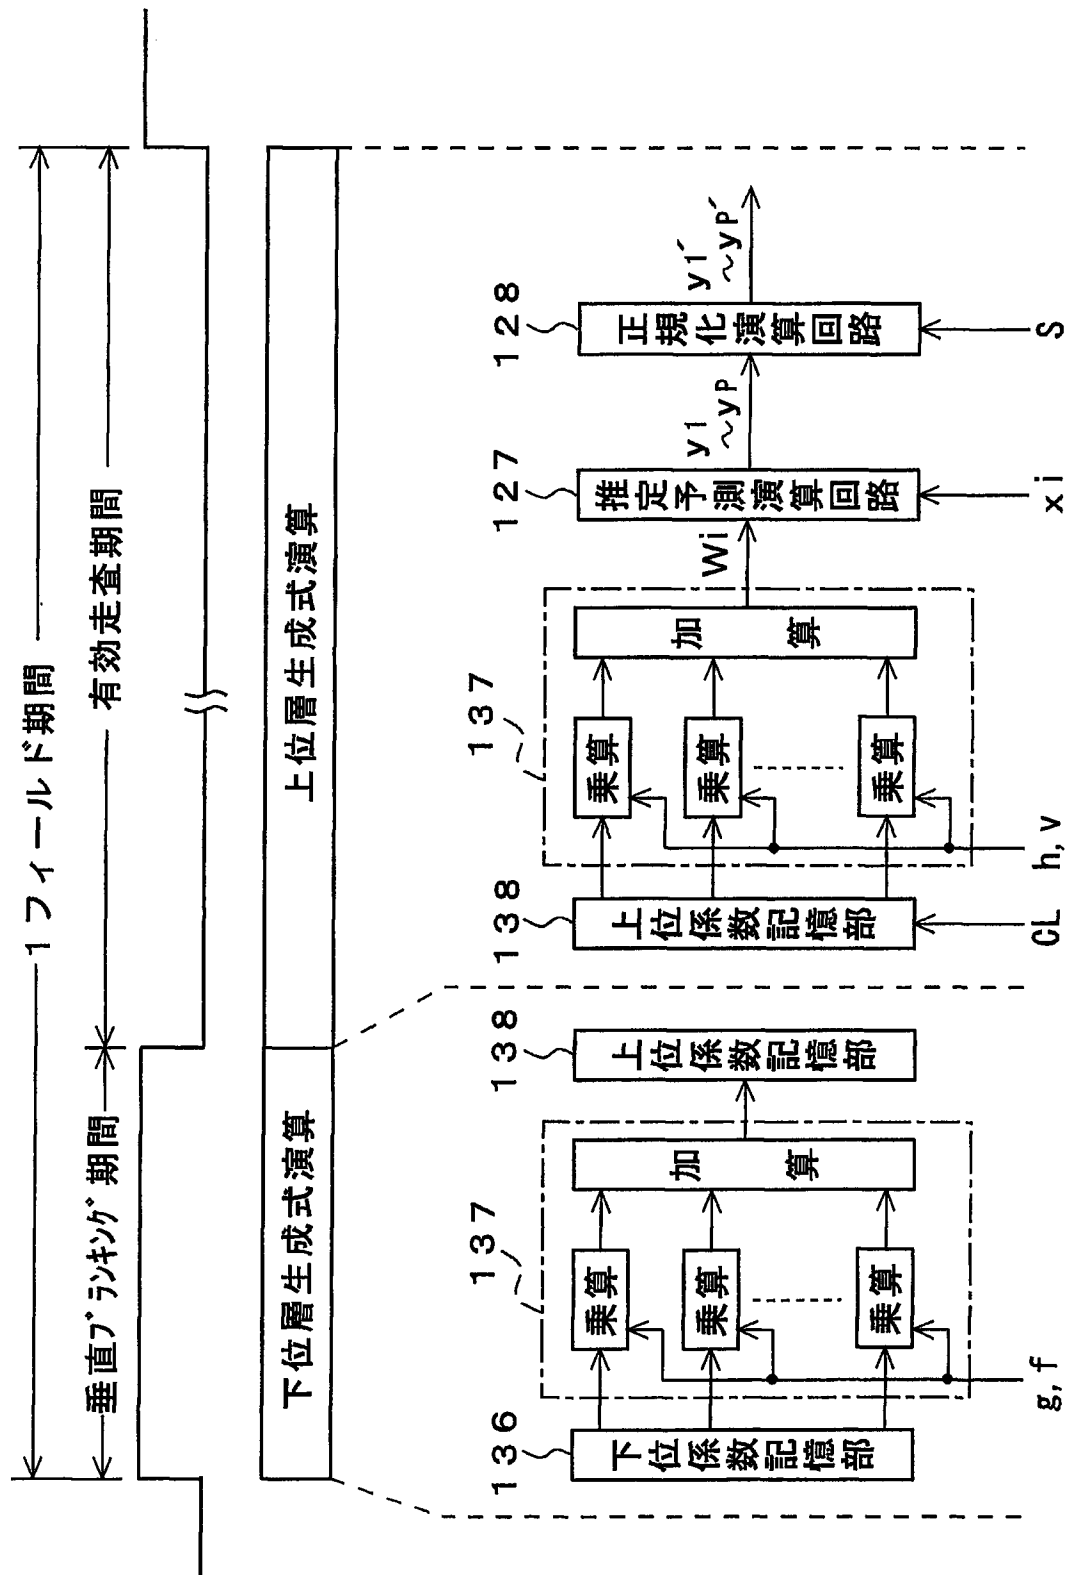 1フィールド期間
垂直ブランキング期間
有効走査期間
下位層生成式演算
上位層生成式演算
136
下位係数記憶部
137
乗算
乗算
乗算
加算
g,f
138
上位係数記憶部
138
上位係数記憶部
CL
137
乗算
乗算
乗算
加算
h,v
Wi
127
推定予測演算回路
xi
y1
～yP
128
正規化演算回路
S
y1´
～yP´